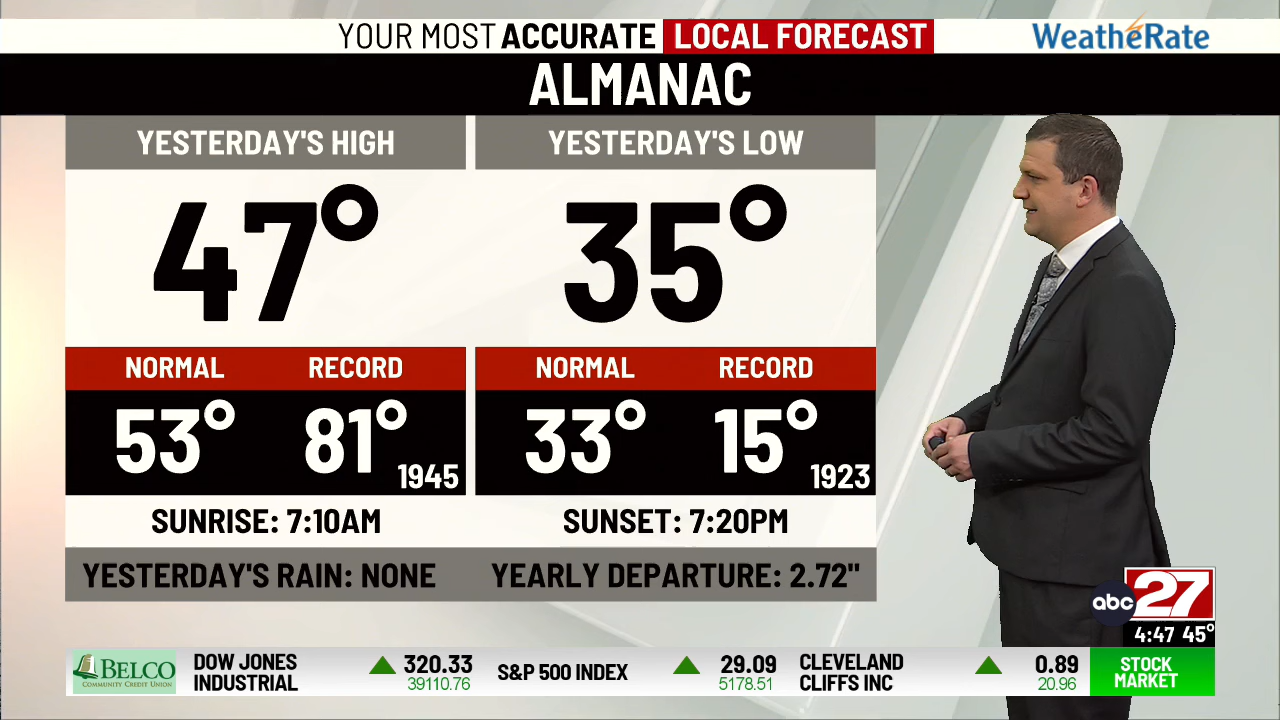 YOUR MOST ACCURATE LOCAL FORECAST WeatheRate
ALMANAC
YESTERDAY'S HIGH YESTERDAY'S LOW
47° 35°
NORMAL RECORD NORMAL RECORD
53° 81° 1945 33° 15° 1923
SUNRISE: 7:10AM SUNSET: 7:20PM
YESTERDAY'S RAIN: NONE YEARLY DEPARTURE: 2.72"
abc 27
4:47 45°
BELCO
COMMUNITY CREDIT UNION
DOW JONES
INDUSTRIAL
320.33
39110.76
S&P 500 INDEX
29.09
5178.51
CLEVELAND
CLIFFS INC
0.89
20.96
STOCK
MARKET